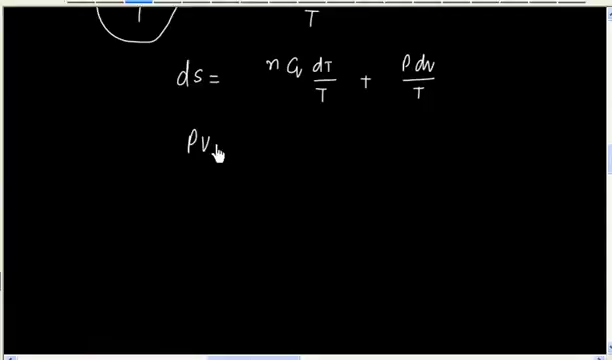 T
ds = n Cv dT/T + P dv/T
PV